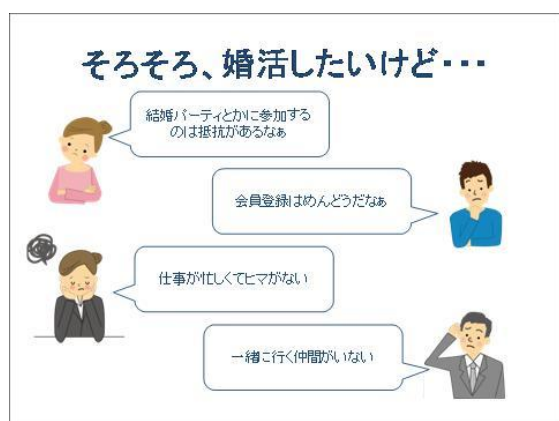 そろそろ、婚活したいけど・・・
結婚パーティとかに参加する
のは抵抗があるなぁ
会員登録はめんどうだなぁ
仕事が忙しくてヒマがない
一緒に行く仲間がいない